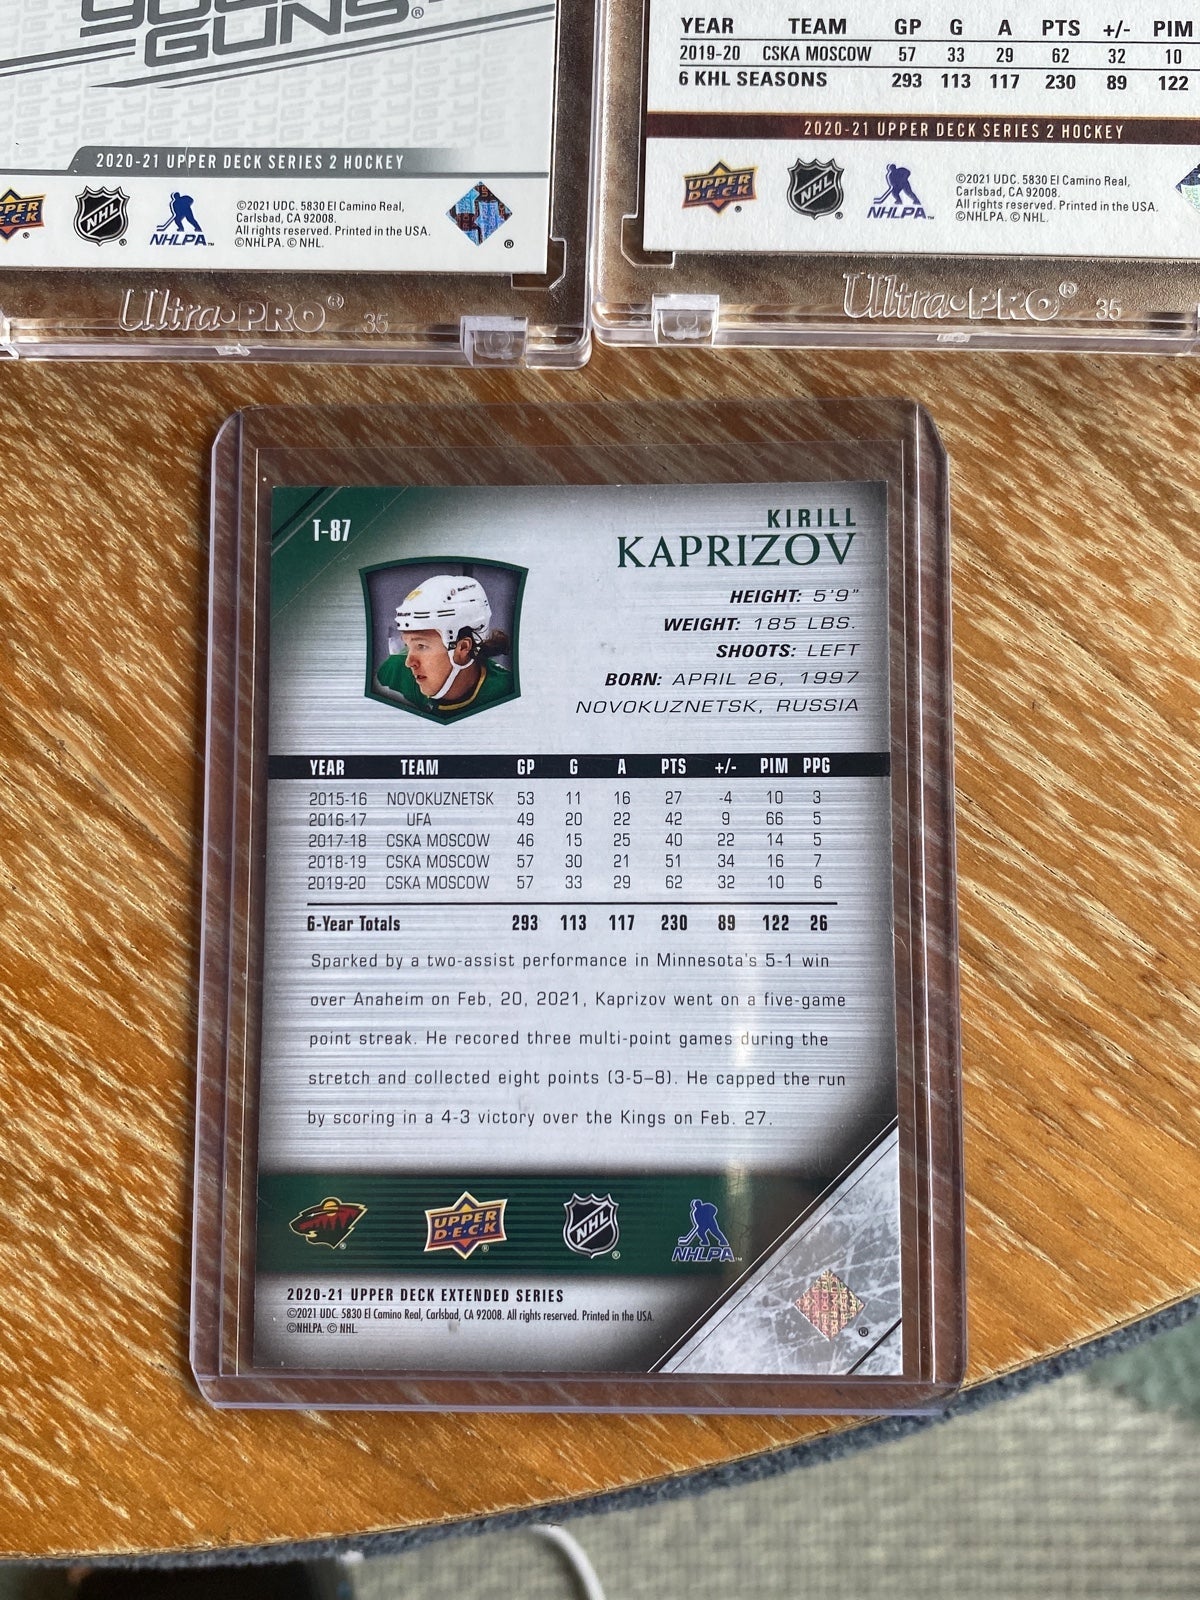 GUNS®
2020-21 UPPER DECK SERIES 2 HOCKEY
UPPER DECK
NHL
NHLPA
©2021 UDC. 5830 El Camino Real,
Carlsbad, CA 92008.
All rights reserved. Printed in the USA.
©NHLPA. © NHL.
Ultra•PRO® 35
YEAR TEAM GP G A PTS +/- PIM
2019-20 CSKA MOSCOW 57 33 29 62 32 10
6 KHL SEASONS 293 113 117 230 89 122
2020-21 UPPER DECK SERIES 2 HOCKEY
UPPER DECK
NHL
NHLPA
©2021 UDC. 5830 El Camino Real,
Carlsbad, CA 92008.
All rights reserved. Printed in the USA.
©NHLPA. © NHL.
Ultra•PRO® 35
T-87
KIRILL
KAPRIZOV
HEIGHT: 5'9"
WEIGHT: 185 LBS.
SHOOTS: LEFT
BORN: APRIL 26, 1997
NOVOKUZNETSK, RUSSIA
YEAR TEAM GP G A PTS +/- PIM PPG
2015-16 NOVOKUZNETSK 53 11 16 27 -4 10 3
2016-17 UFA 49 20 22 42 9 66 5
2017-18 CSKA MOSCOW 46 15 25 40 22 14 5
2018-19 CSKA MOSCOW 57 30 21 51 34 16 7
2019-20 CSKA MOSCOW 57 33 29 62 32 10 6
6-Year Totals 293 113 117 230 89 122 26
Sparked by a two-assist performance in Minnesota's 5-1 win
over Anaheim on Feb, 20, 2021, Kaprizov went on a five-game
point streak. He recored three multi-point games during the
stretch and collected eight points (3-5–8). He capped the run
by scoring in a 4-3 victory over the Kings on Feb. 27.
UPPER DECK
NHL
NHLPA
2020-21 UPPER DECK EXTENDED SERIES
©2021 UDC. 5830 El Camino Real, Carlsbad, CA 92008. All rights reserved. Printed in the USA.
©NHLPA. © NHL.